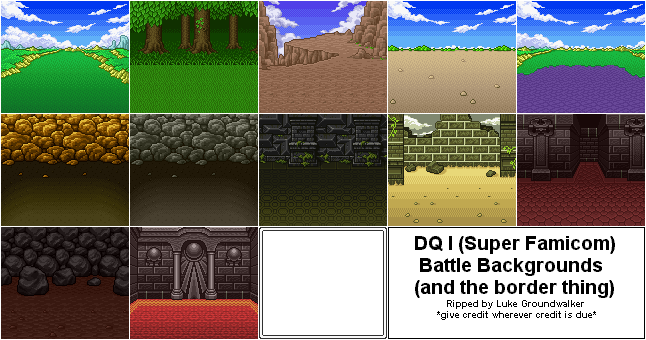 DQ I (Super Famicom)
Battle Backgrounds
(and the border thing)
Ripped by Luke Groundwalker
*give credit wherever credit is due*